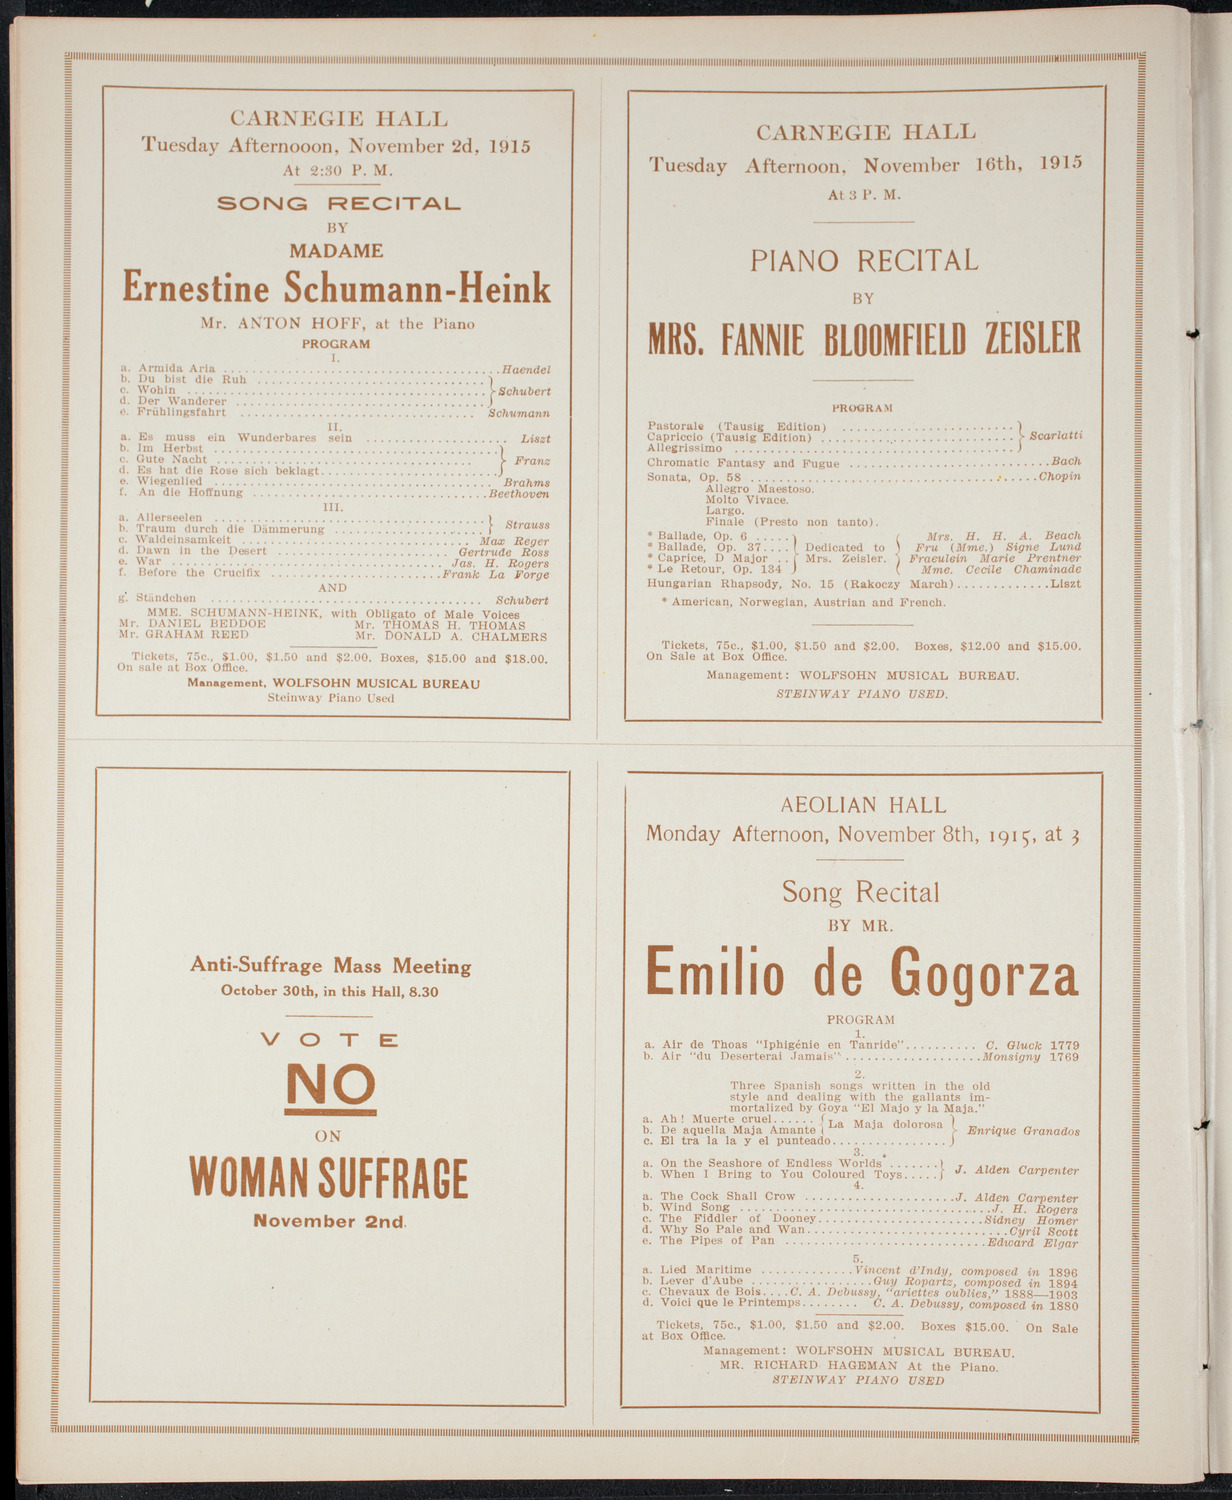 CARNEGIE HALL
Tuesday Afternooon, November 2d, 1915
At 2:30 P. M.
SONG RECITAL
BY
MADAME
Ernestine Schumann-Heink
Mr. ANTON HOFF, at the Piano
PROGRAM
I.
a. Armida Aria ........ Haendel
b. Du bist die Ruh ........
c. Wohin ........ } Schubert
d. Der Wanderer ........
e. Frühlingsfahrt ........ Schumann
II.
a. Es muss ein Wunderbares sein ........ Liszt
b. Im Herbst ........
c. Gute Nacht ........ } Franz
d. Es hat die Rose sich beklagt........
e. Wiegenlied ........ Brahms
f. An die Hoffnung ........ Beethoven
III.
a. Allerseelen ........ } Strauss
b. Traum durch die Dämmerung ........
c. Waldeinsamkeit ........ Max Reger
d. Dawn in the Desert ........ Gertrude Ross
e. War ........ Jas. H. Rogers
f. Before the Crucifix ........ Frank La Forge
AND
g. Ständchen ........ Schubert
MME. SCHUMANN-HEINK, with Obligato of Male Voices
Mr. DANIEL BEDDOE Mr. THOMAS H. THOMAS
Mr. GRAHAM REED Mr. DONALD A. CHALMERS
Tickets, 75c., $1.00, $1.50 and $2.00. Boxes, $15.00 and $18.00.
On sale at Box Office.
Management, WOLFSOHN MUSICAL BUREAU
Steinway Piano Used
CARNEGIE HALL
Tuesday Afternoon, November 16th, 1915
At 3 P. M.
PIANO RECITAL
BY
MRS. FANNIE BLOOMFIELD ZEISLER
PROGRAM
Pastorale (Tausig Edition) ........
Capriccio (Tausig Edition) ........ } Scarlatti
Allegrissimo ........
Chromatic Fantasy and Fugue ........ Bach
Sonata, Op. 58 ........ Chopin
Allegro Maestoso.
Molto Vivace.
Largo.
Finale (Presto non tanto).
* Ballade, Op. 6 ..... Mrs. H. H. A. Beach
* Ballade, Op. 37.... } Dedicated to { Fru (Mme.) Signe Lund
* Caprice, D Major .. } Mrs. Zeisler. { Fraeulein Marie Prentner
* Le Retour, Op. 134 Mme. Cecile Chaminade
Hungarian Rhapsody, No. 15 (Rakoczy March)........ Liszt
* American, Norwegian, Austrian and French.
Tickets, 75c., $1.00, $1.50 and $2.00. Boxes, $12.00 and $15.00.
On Sale at Box Office.
Management: WOLFSOHN MUSICAL BUREAU.
STEINWAY PIANO USED.
Anti-Suffrage Mass Meeting
October 30th, in this Hall, 8.30
VOTE
NO
ON
WOMAN SUFFRAGE
November 2nd.
AEOLIAN HALL
Monday Afternoon, November 8th, 1915, at 3
Song Recital
BY MR.
Emilio de Gogorza
PROGRAM
1.
a. Air de Thoas "Iphigénie en Tanride".......... C. Gluck 1779
b. Air "du Deserterai Jamais" ........ Monsigny 1769
2.
Three Spanish songs written in the old
style and dealing with the gallants im-
mortalized by Goya "El Majo y la Maja."
a. Ah! Muerte cruel...... { La Maja dolorosa }
b. De aquella Maja Amante } Enrique Granados
c. El tra la la y el punteado........
3.
a. On the Seashore of Endless Worlds ....... } J. Alden Carpenter
b. When I Bring to You Coloured Toys.....
4.
a. The Cock Shall Crow ........ J. Alden Carpenter
b. Wind Song ........ J. H. Rogers
c. The Fiddler of Dooney........ Sidney Homer
d. Why So Pale and Wan........ Cyril Scott
e. The Pipes of Pan ........ Edward Elgar
5.
a. Lied Maritime ............. Vincent d'Indy, composed in 1896
b. Lever d'Aube ................. Guy Ropartz, composed in 1894
c. Chevaux de Bois.... C. A. Debussy, "ariettes oublies," 1888—1903
d. Voici que le Printemps........ C. A. Debussy, composed in 1880
Tickets, 75c., $1.00, $1.50 and $2.00. Boxes $15.00. On Sale
at Box Office.
Management: WOLFSOHN MUSICAL BUREAU.
MR. RICHARD HAGEMAN At the Piano.
STEINWAY PIANO USED